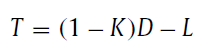 T = (1 – K)D – L